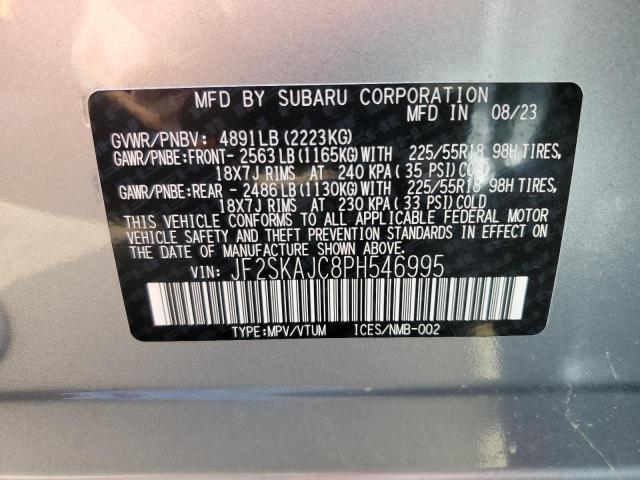 MFD BY SUBARU CORPORATION
MFD IN 08/23
GVWR/PNBV: 4891LB(2223KG)
GAWR/PNBE:FRONT- 2563LB(1165KG)WITH 225/55R18 98H TIRES,
18X7J RIMS AT 240 KPA( 35 PSI)COLD
GAWR/PNBE:REAR - 2486LB(1130KG)WITH 225/55R18 98H TIRES,
18X7J RIMS AT 230 KPA( 33 PSI)COLD
THIS VEHICLE CONFORMS TO ALL APPLICABLE FEDERAL MOTOR
VEHICLE SAFETY AND THEFT PREVENTION STANDARDS IN EFFECT
ON THE DATE OF MANUFACTURE SHOWN ABOVE.
VIN: JF2SKAJC8PH546995
TYPE:MPV/VTUM ICES/NMB-002